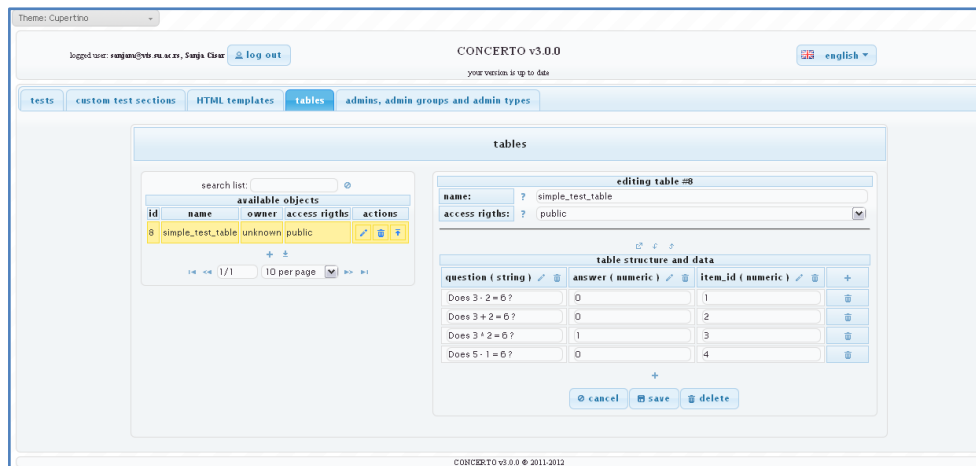 Theme: Cupertino
logged user: sanjam@vts.su.ac.rs, Sanja Cisar log out
CONCERTO v3.0.0
your version is up to date
english
tests custom test sections HTML templates tables admins, admin groups and admin types
tables
search list:
available objects
id name owner access rigths actions
8 simple_test_table unknown public
1/1 10 per page
editing table #8
name: ? simple_test_table
access rigths: ? public
table structure and data
question ( string ) answer ( numeric ) item_id ( numeric ) +
Does 3 - 2 = 6 ? 0 1
Does 3 + 2 = 6 ? 0 2
Does 3 * 2 = 6 ? 1 3
Does 5 - 1 = 6 ? 0 4
+
cancel save delete
CONCERTO v3.0.0 © 2011-2012